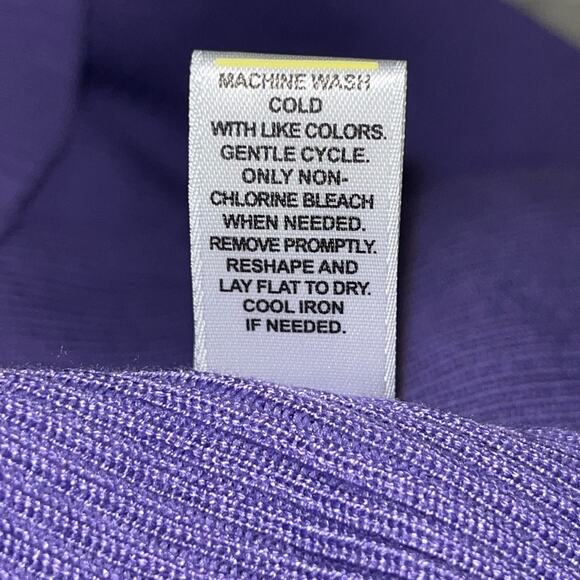 MACHINE WASH
COLD
WITH LIKE COLORS.
GENTLE CYCLE.
ONLY NON-
CHLORINE BLEACH
WHEN NEEDED.
REMOVE PROMPTLY.
RESHAPE AND
LAY FLAT TO DRY.
COOL IRON
IF NEEDED.